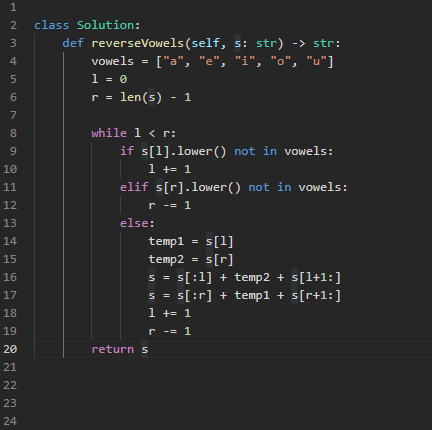 1
2 class Solution:
3     def reverseVowels(self, s: str) -> str:
4         vowels = ["a", "e", "i", "o", "u"]
5         l = 0
6         r = len(s) - 1
7
8         while l < r:
9             if s[l].lower() not in vowels:
10                 l += 1
11             elif s[r].lower() not in vowels:
12                 r -= 1
13             else:
14                 temp1 = s[l]
15                 temp2 = s[r]
16                 s = s[:l] + temp2 + s[l+1:]
17                 s = s[:r] + temp1 + s[r+1:]
18                 l += 1
19                 r -= 1
20         return s
21
22
23
24